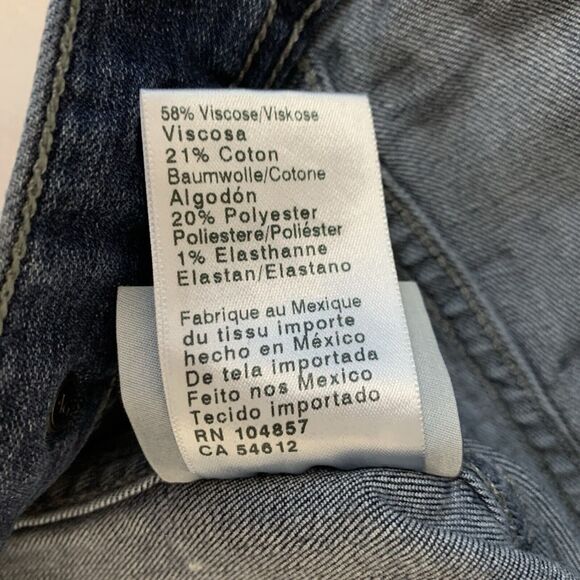 58% Viscose/Viskose
Viscosa
21% Coton
Baumwolle/Cotone
Algodón
20% Polyester
Poliestere/Poliéster
1% Elasthanne
Elastan/Elastano
Fabrique au Mexique
du tissu importe
hecho en México
De tela importada
Feito nos Mexico
Tecido importado
RN 104857
CA 54612